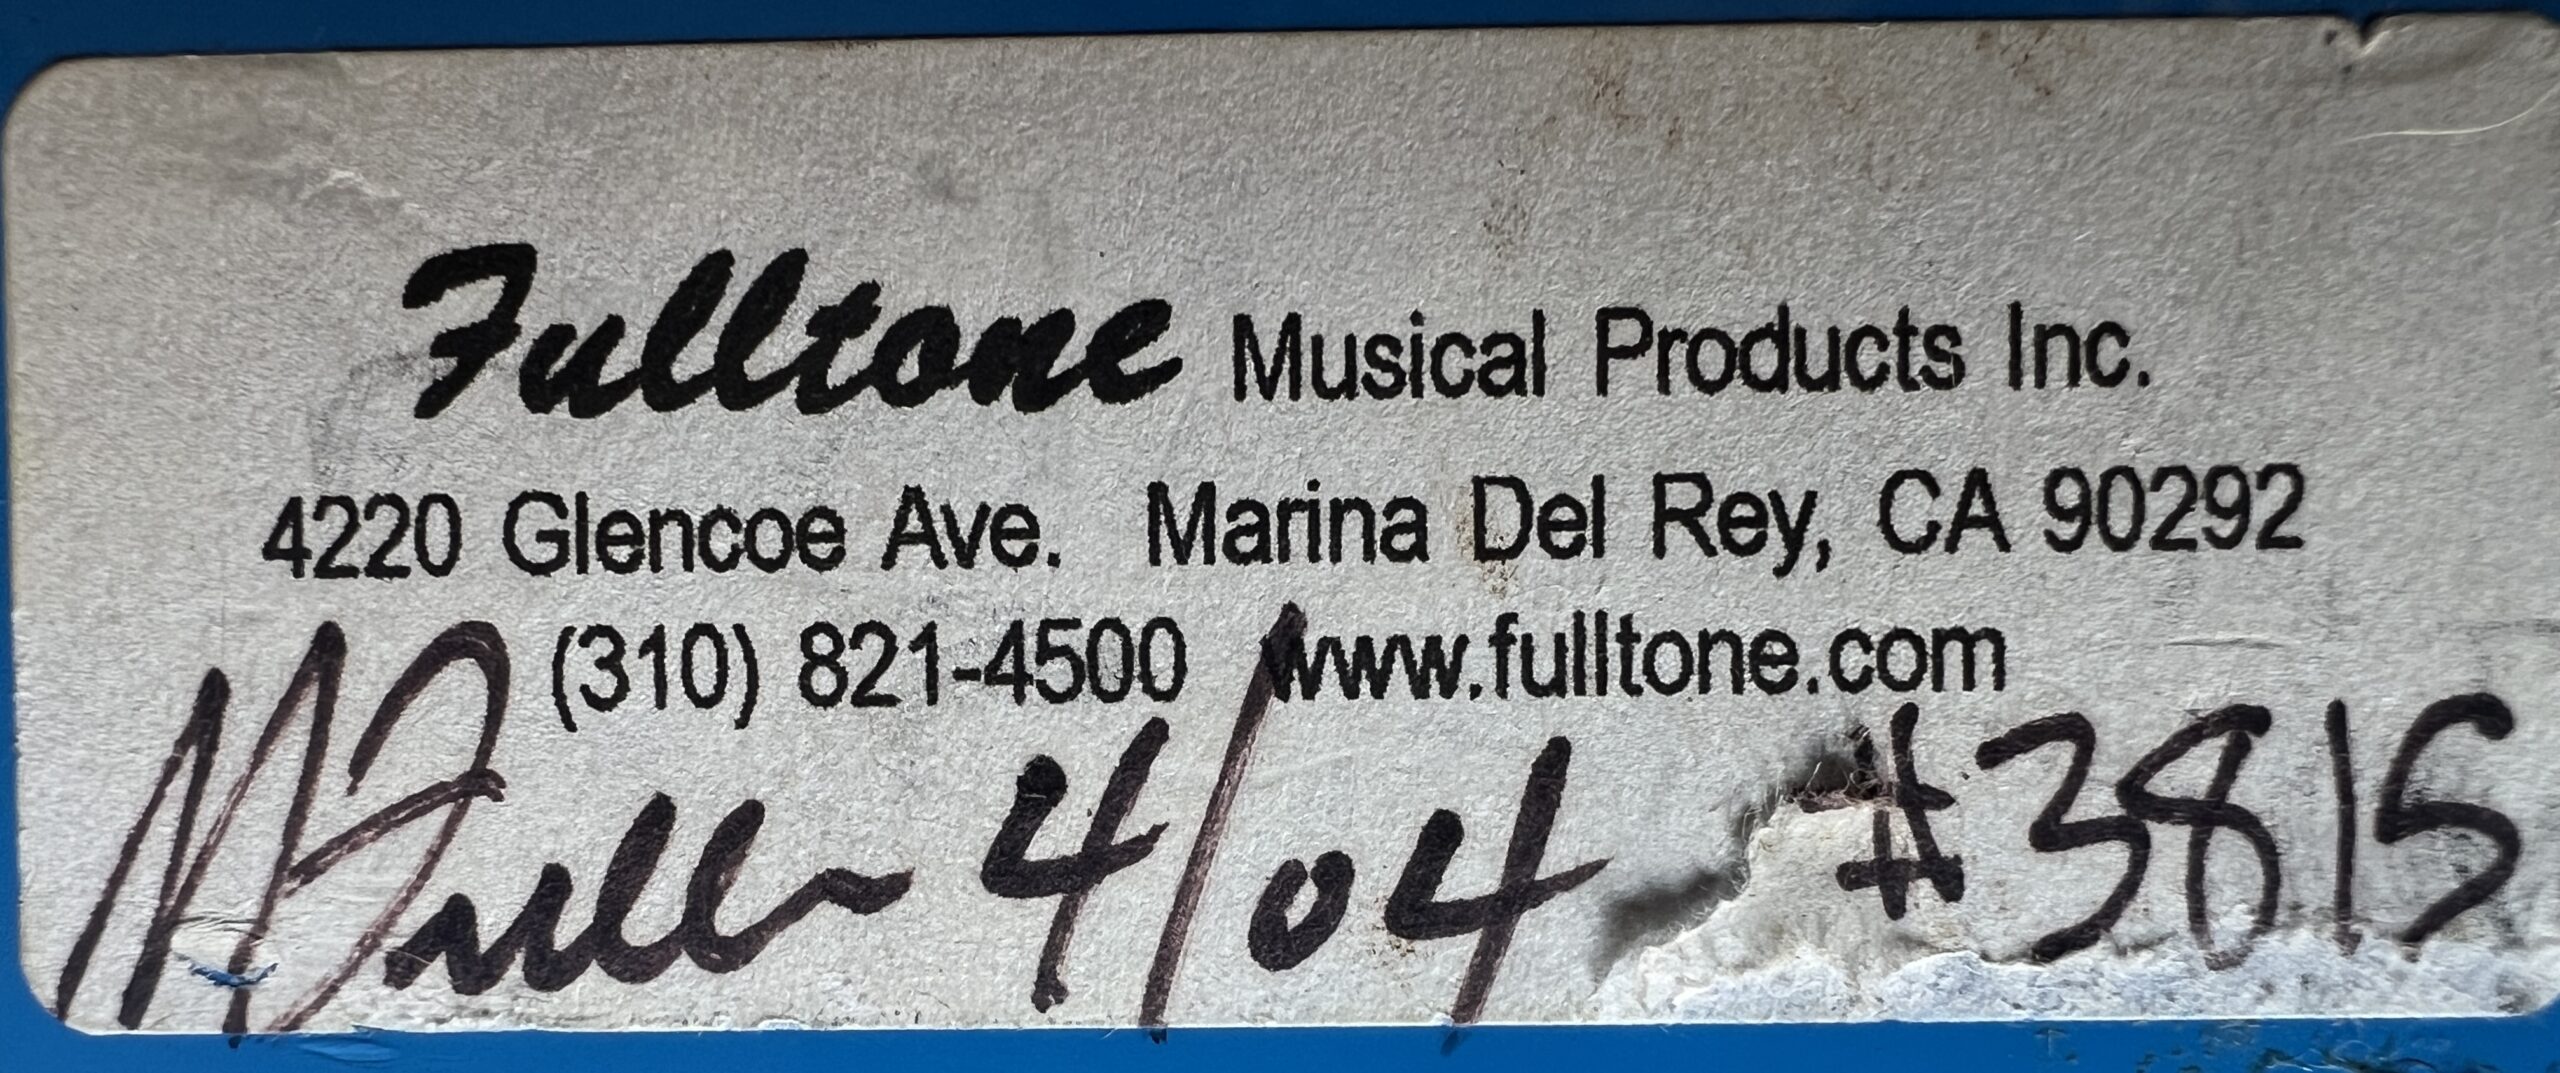 Fulltone Musical Products Inc.
4220 Glencoe Ave. Marina Del Rey, CA 90292
(310) 821-4500 www.fulltone.com
M Fuller 4/04 #3815